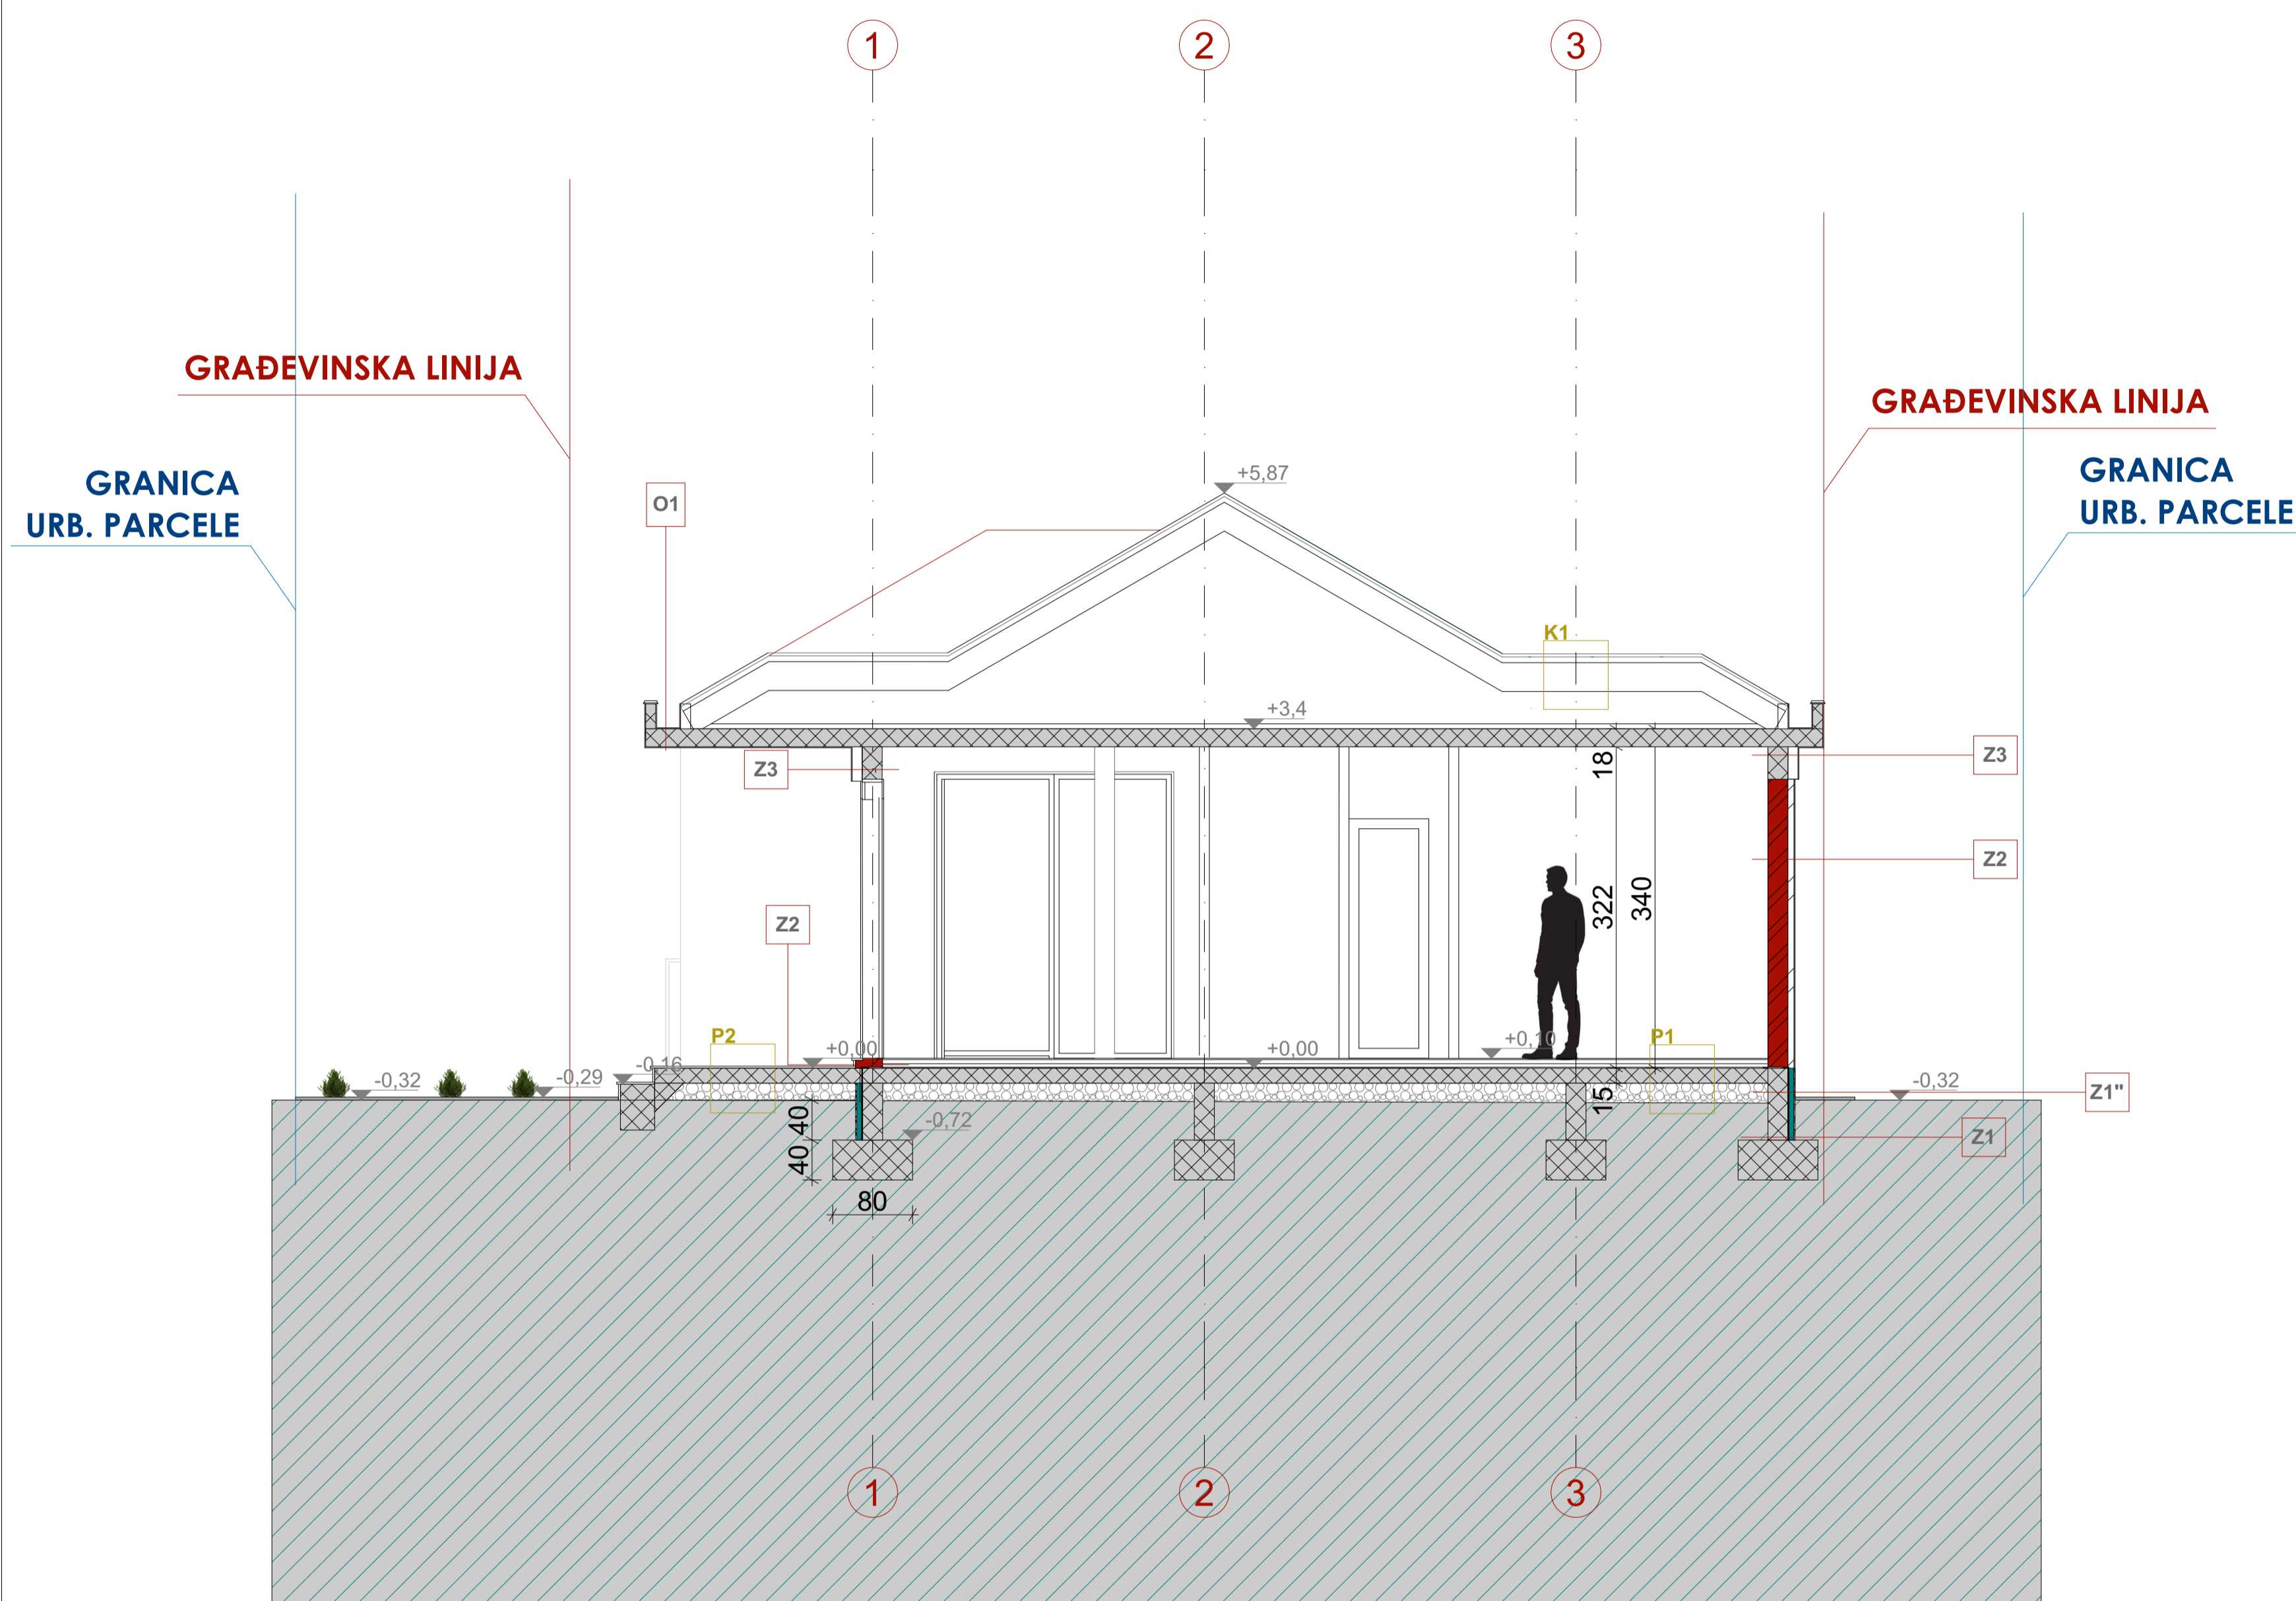 1
2
3
GRAĐEVINSKA LINIJA
GRAĐEVINSKA LINIJA
GRANICA
URB. PARCELE
GRANICA
URB. PARCELE
+5,87
O1
K1
+3,4
Z3
18
Z3
Z2
322
340
Z2
P2
+0,00
+0,00
+0,10
P1
-0,16
-0,32
-0,29
-0,32
Z1"
15
40
-0,72
Z1
40
80
1
2
3